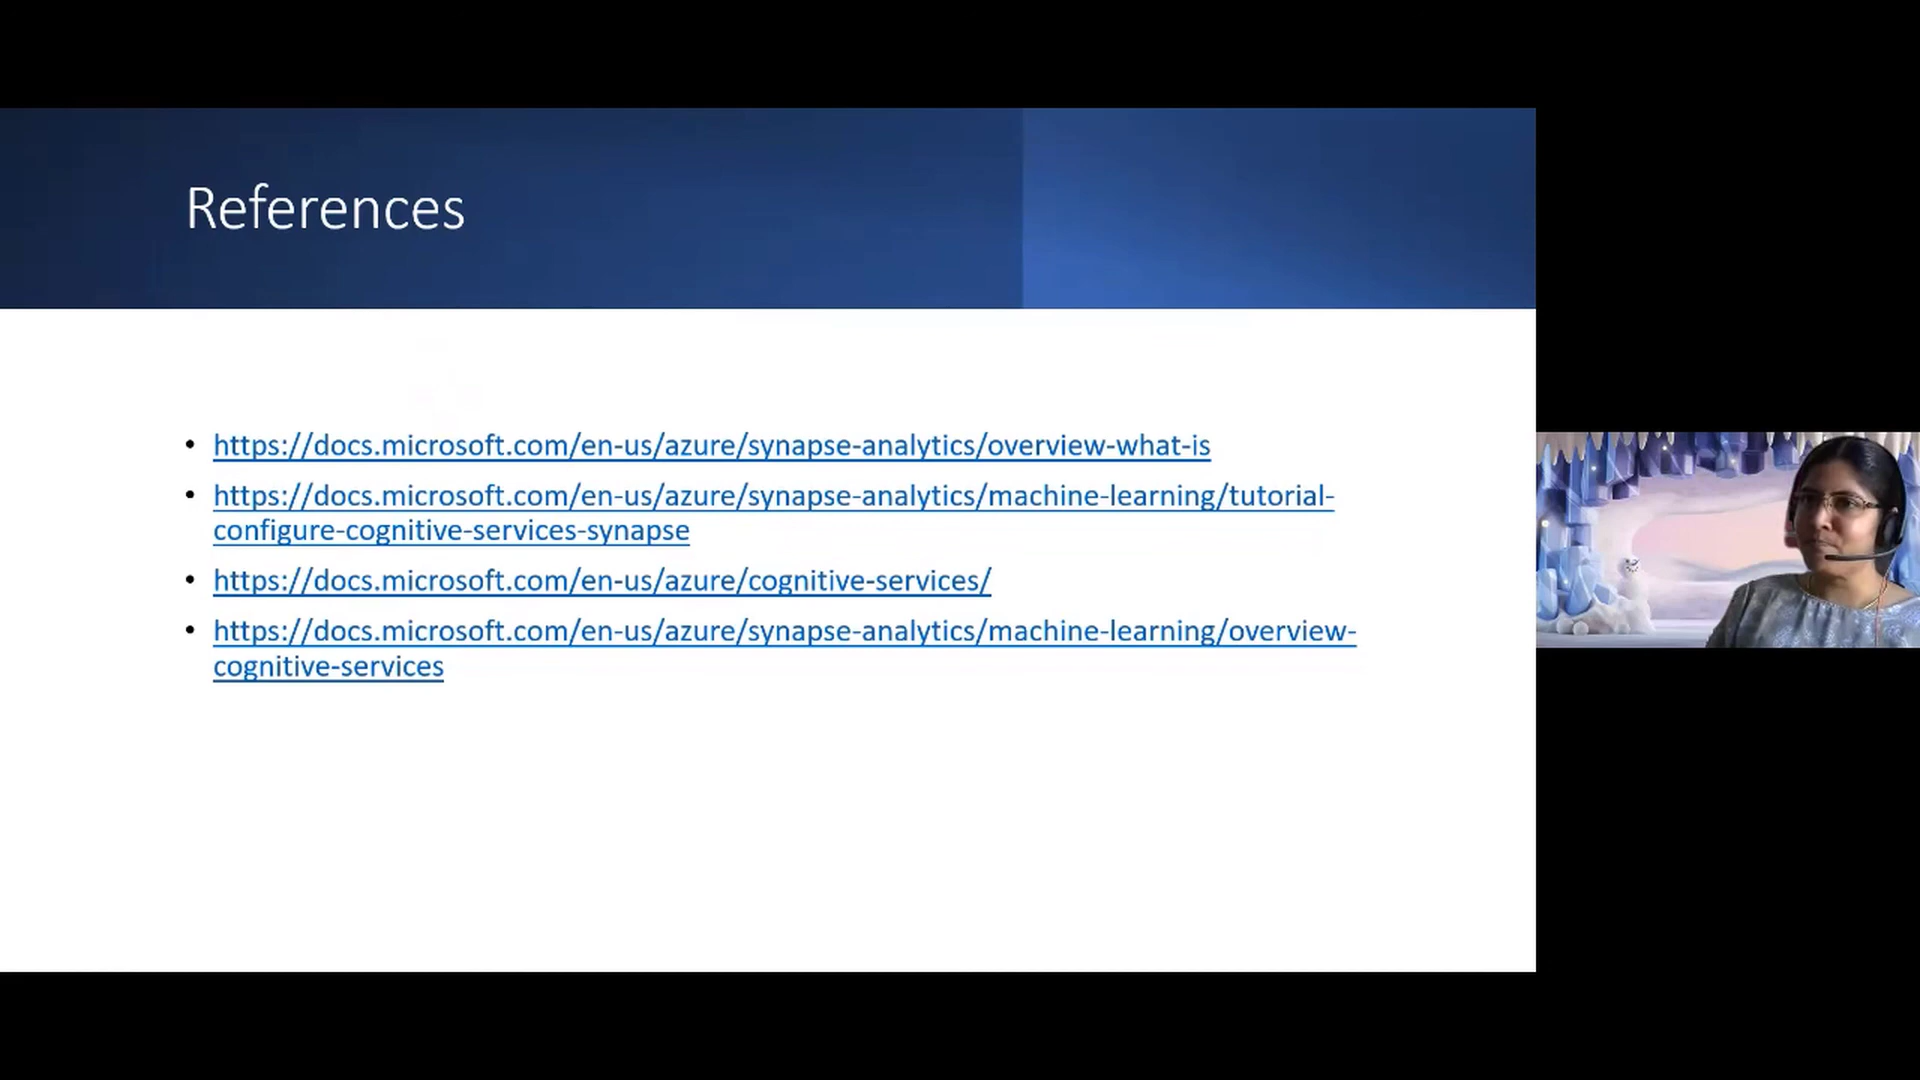 References
• https://docs.microsoft.com/en-us/azure/synapse-analytics/overview-what-is
• https://docs.microsoft.com/en-us/azure/synapse-analytics/machine-learning/tutorial-
configure-cognitive-services-synapse
• https://docs.microsoft.com/en-us/azure/cognitive-services/
• https://docs.microsoft.com/en-us/azure/synapse-analytics/machine-learning/overview-
cognitive-services